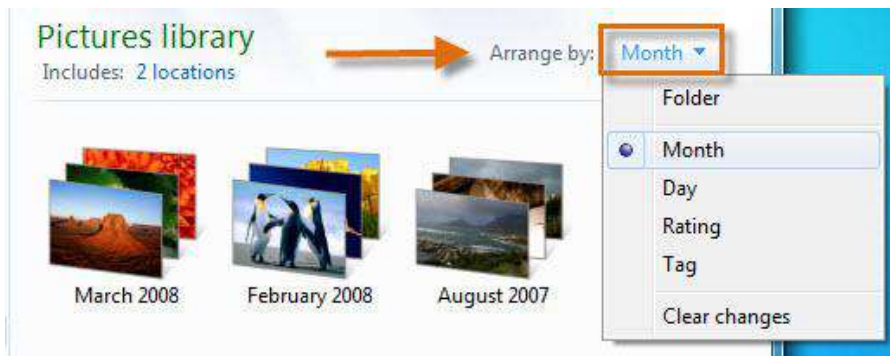 Pictures library
Includes: 2 locations
Arrange by: Month
Folder
Month
Day
Rating
Tag
Clear changes
March 2008
February 2008
August 2007